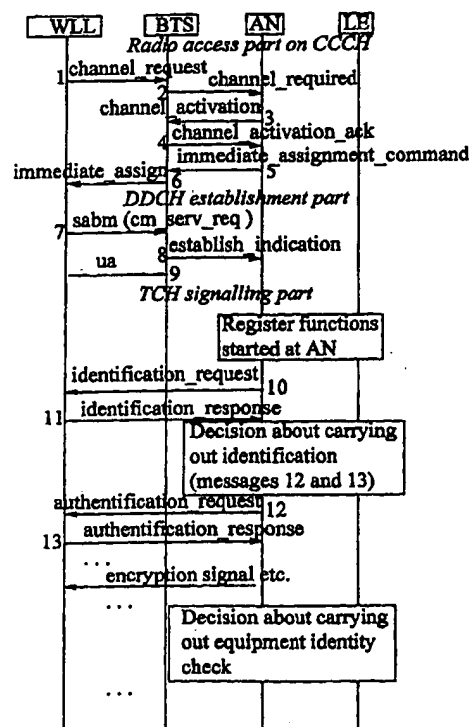 WLL BTS AN LE
Radio access part on CCCH
1 channel_request
2 channel_required
channel_activation
3
4 channel_activation_ack
immediate_assignment_command
5
immediate_assign
6
DDCH establishment part
7 sabm (cm_serv_req )
8 establish_indication
ua
9
TCH signalling part
Register functions
started at AN
identification_request
10
11 identification_response
Decision about carrying
out identification
(messages 12 and 13)
authentification_request
12
13 authentification_response
...
encryption signal etc.
...
Decision about carrying
out equipment identity
check
...